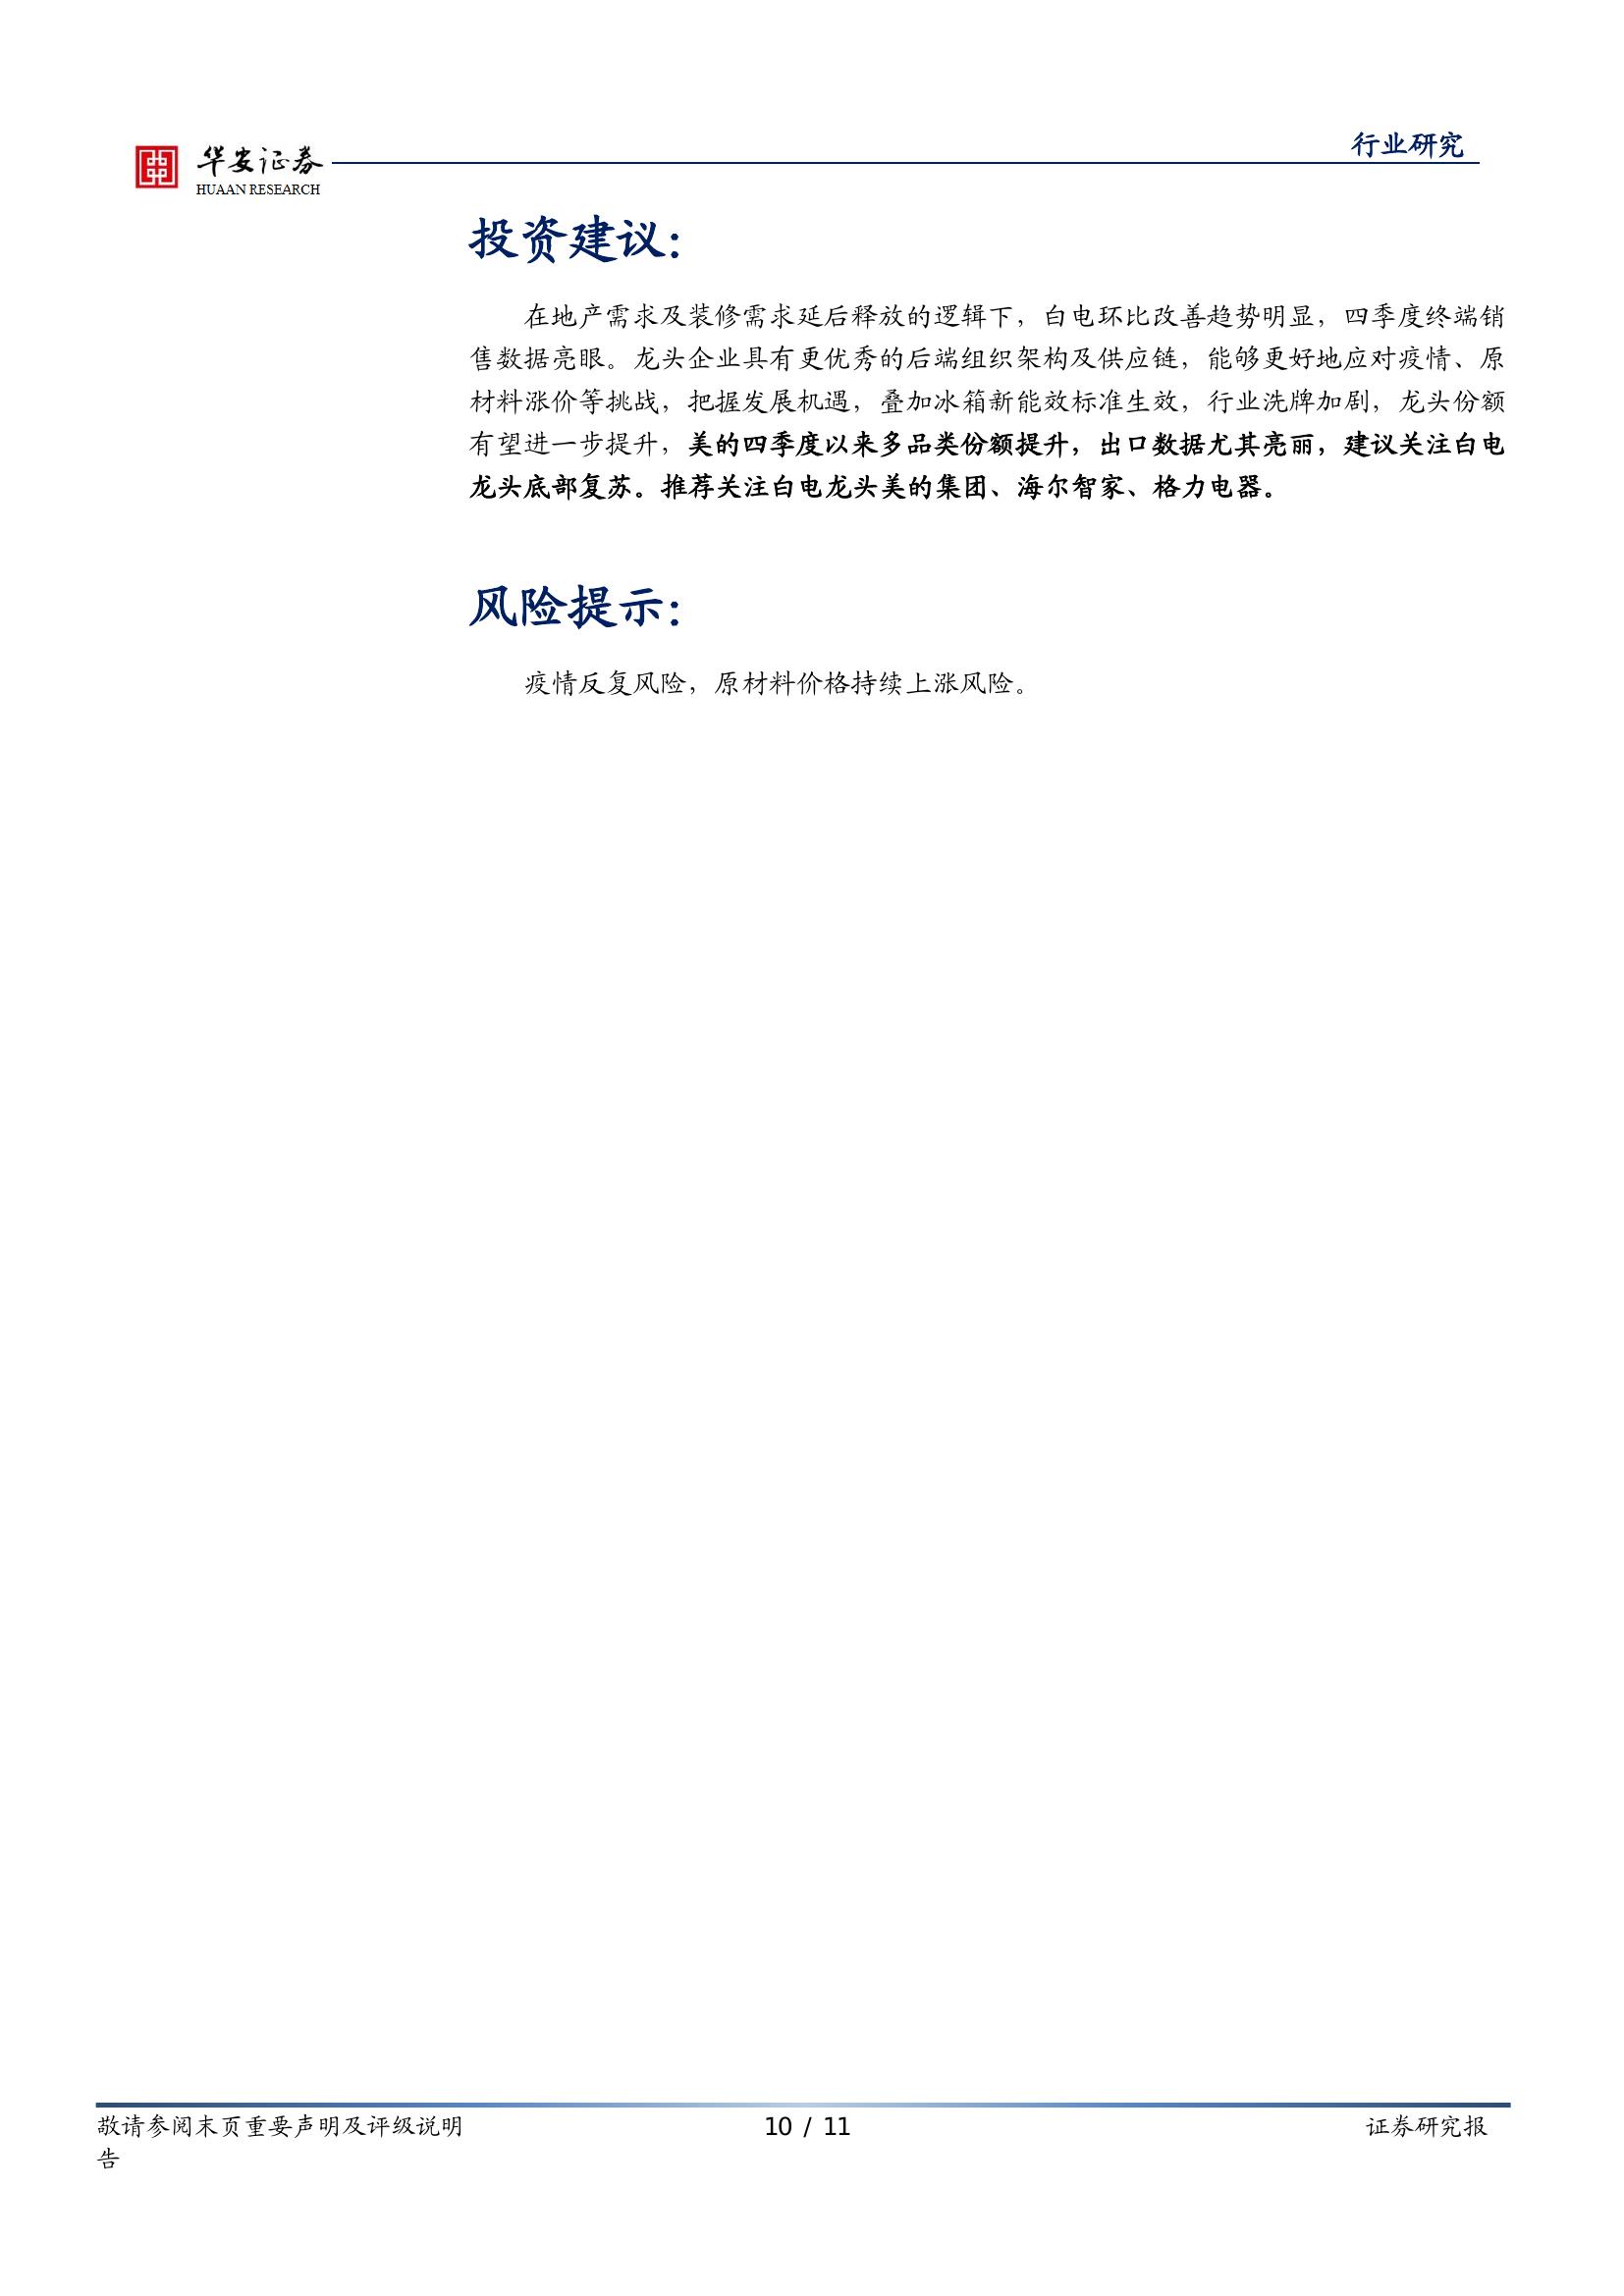 华安证券
HUAAN RESEARCH
行业研究
投资建议：
在地产需求及装修需求延后释放的逻辑下，白电环比改善趋势明显，四季度终端销
售数据亮眼。龙头企业具有更优秀的后端组织架构及供应链，能够更好地应对疫情、原
材料涨价等挑战，把握发展机遇，叠加冰箱新能效标准生效，行业洗牌加剧，龙头份额
有望进一步提升，美的四季度以来多品类份额提升，出口数据尤其亮丽，建议关注白电
龙头底部复苏。推荐关注白电龙头美的集团、海尔智家、格力电器。
风险提示：
疫情反复风险，原材料价格持续上涨风险。
敬请参阅末页重要声明及评级说明 10 / 11 证券研究报
告